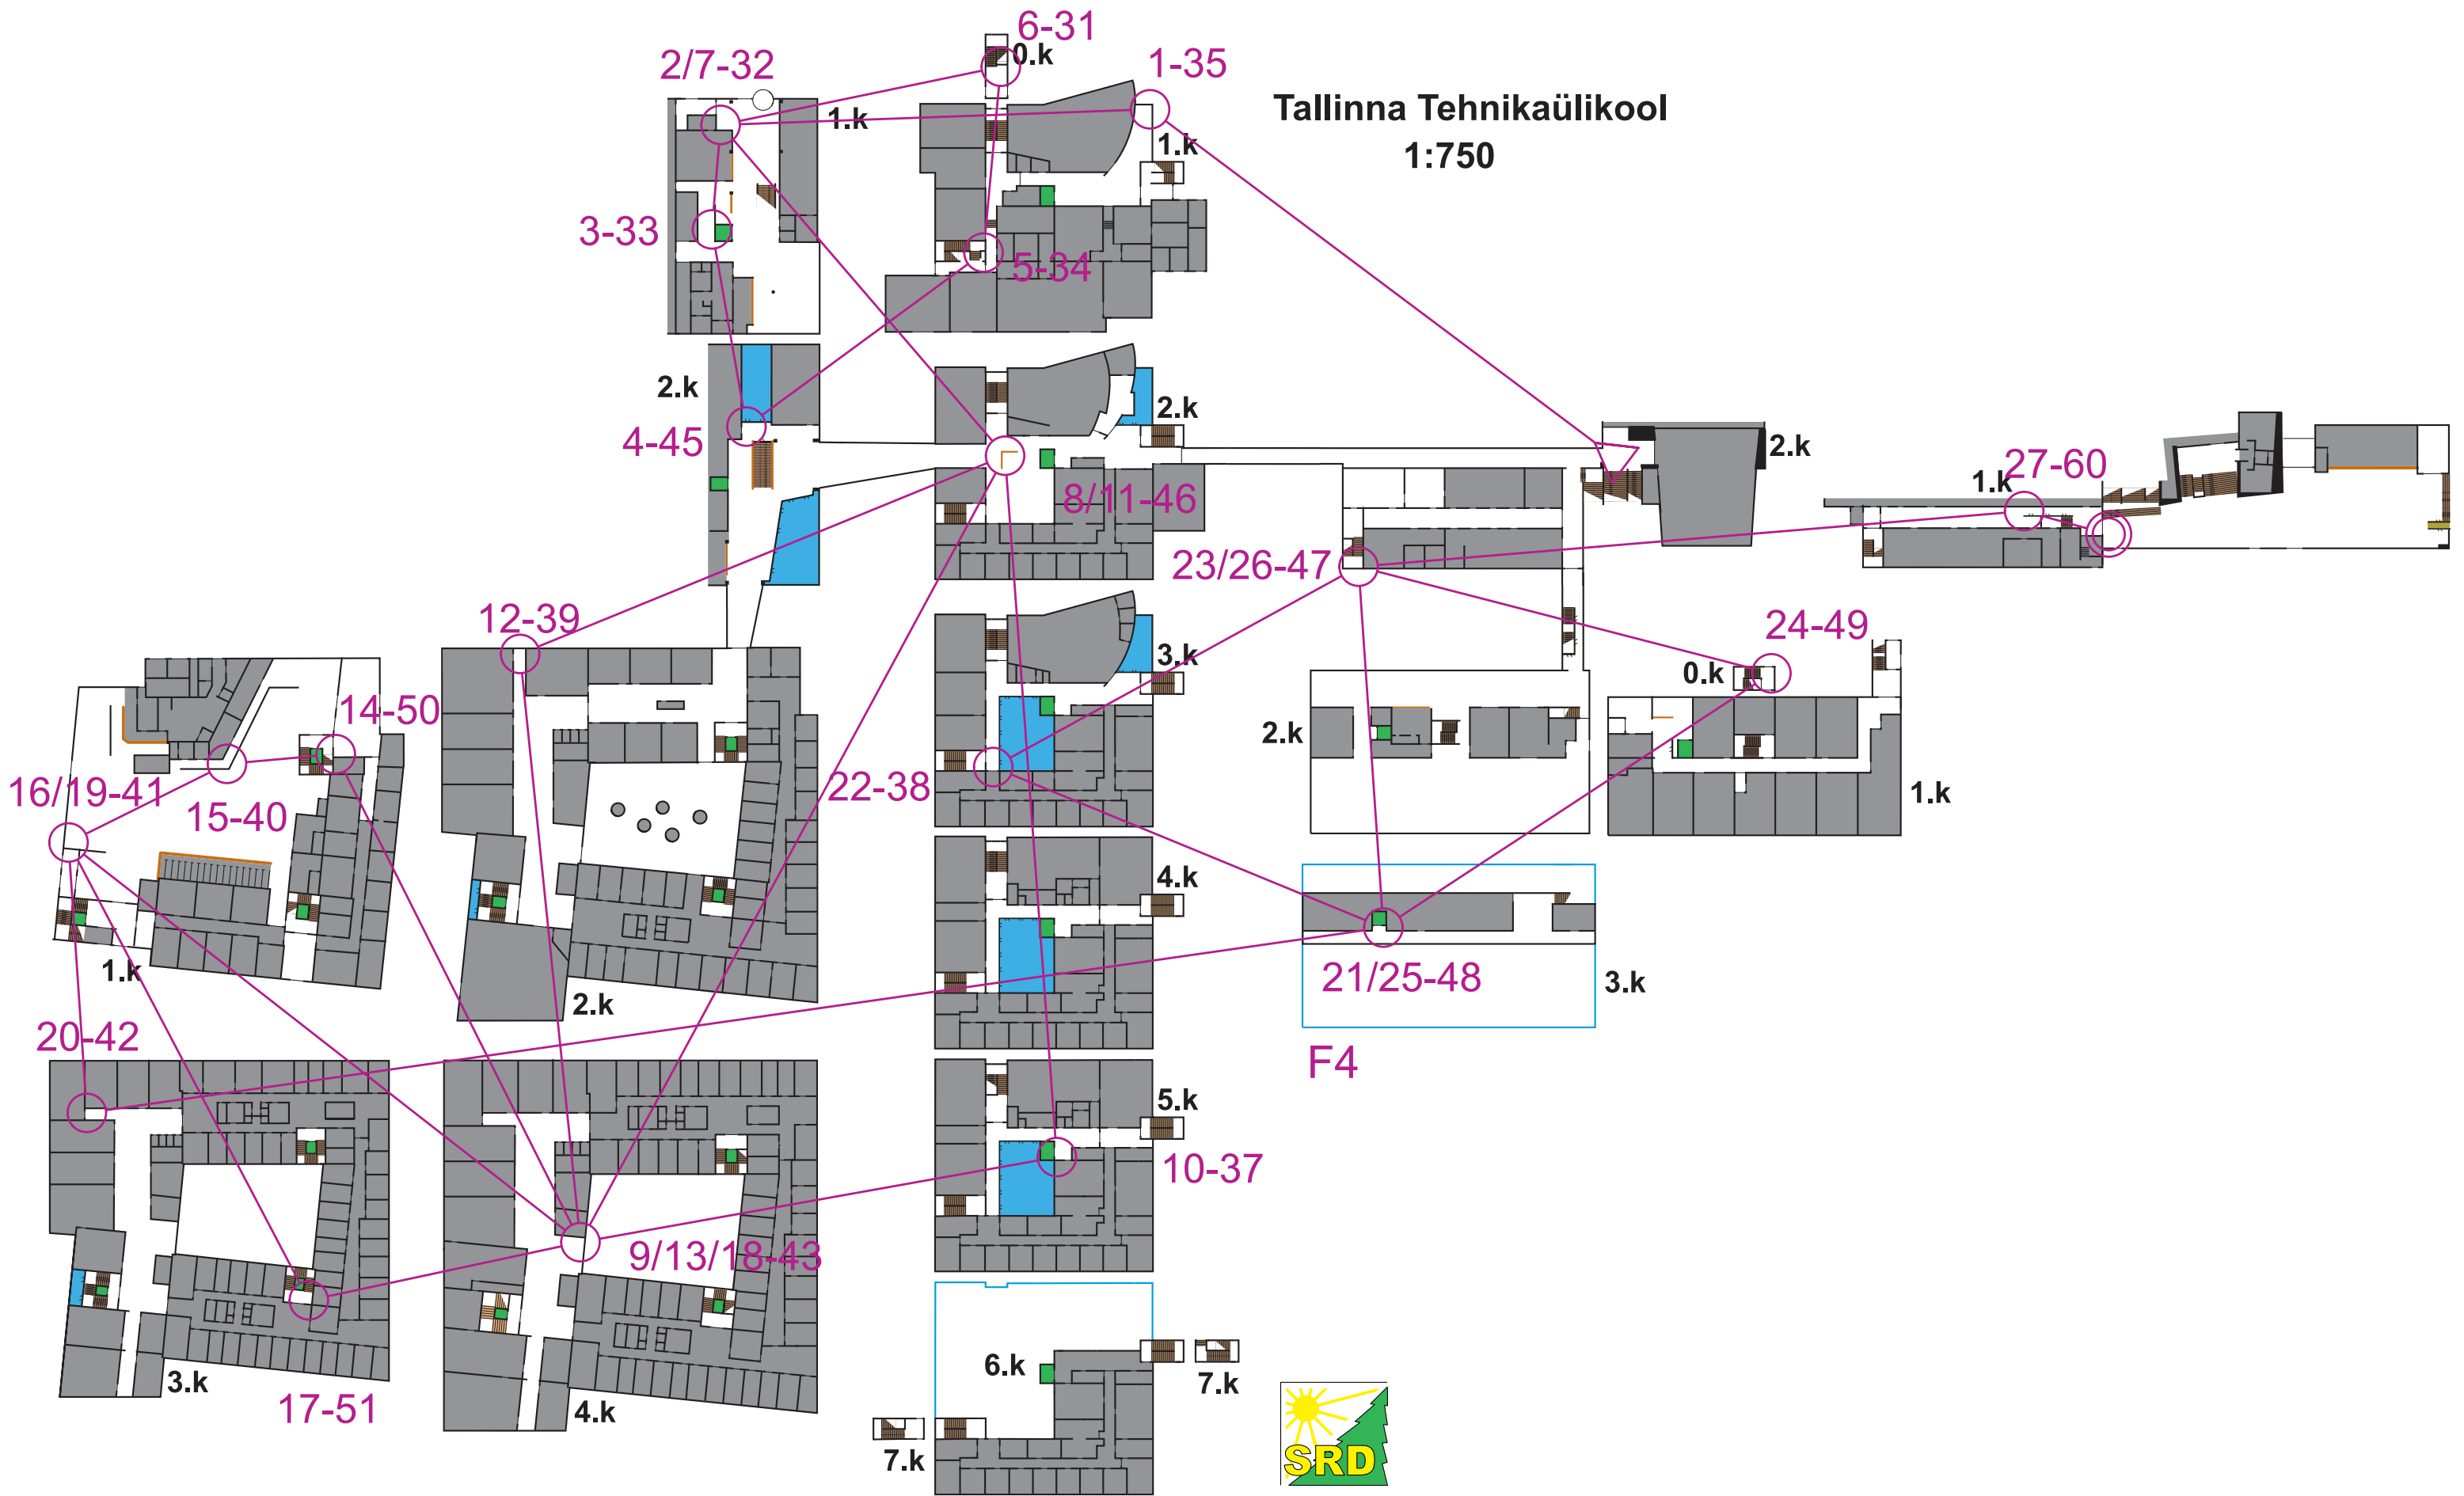 6-31
2/7-32
0.k
1-35
Tallinna Tehnikaülikool
1:750
1.k
1.k
3-33
5-34
2.k
2.k
4-45
2.k
27-60
1.k
8/11-46
23/26-47
12-39
24-49
3.k
0.k
14-50
2.k
16/19-41
22-38
15-40
1.k
4.k
1.k
2.k
21/25-48
3.k
20-42
F4
5.k
10-37
9/13/18-43
6.k
3.k
7.k
17-51
4.k
7.k
SRD